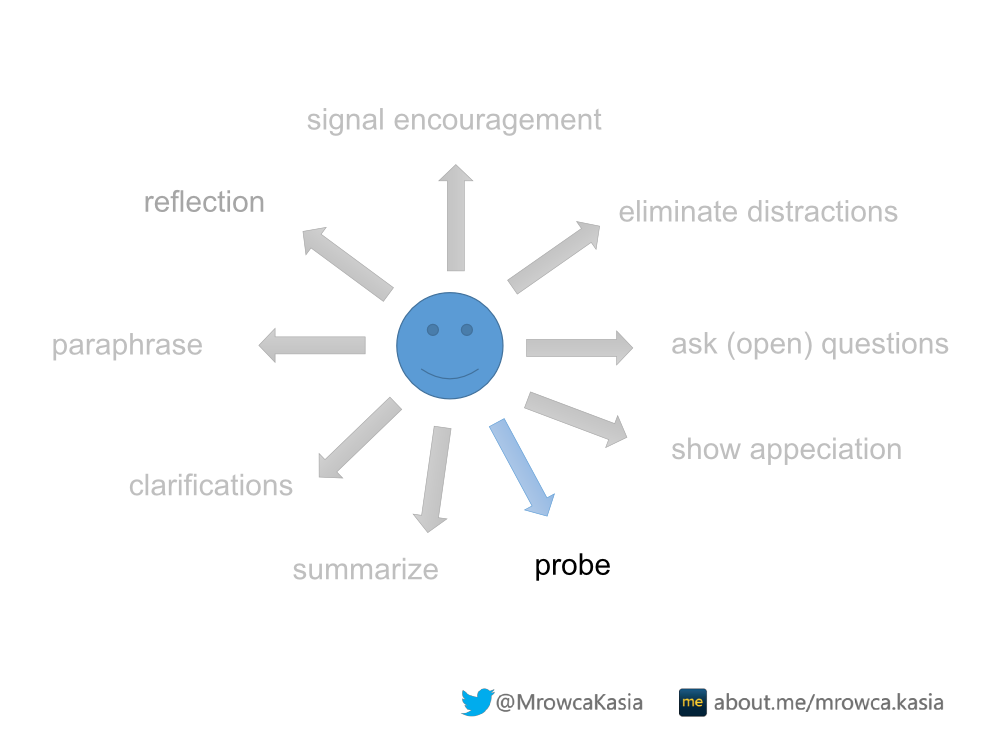 signal encouragement
reflection
eliminate distractions
paraphrase
ask (open) questions
show appeciation
clarifications
summarize
probe
@MrowcaKasia
me about.me/mrowca.kasia